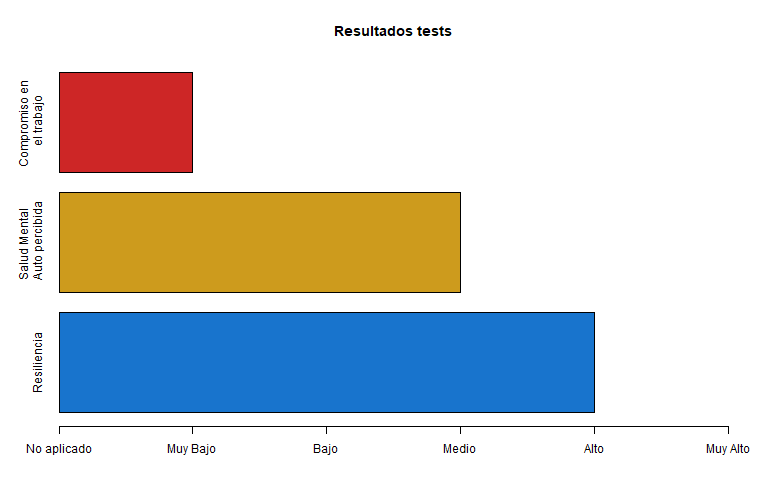 Resultados tests
Compromiso en
el trabajo
Salud Mental
Auto percibida
Resiliencia
No aplicado
Muy Bajo
Bajo
Medio
Alto
Muy Alto